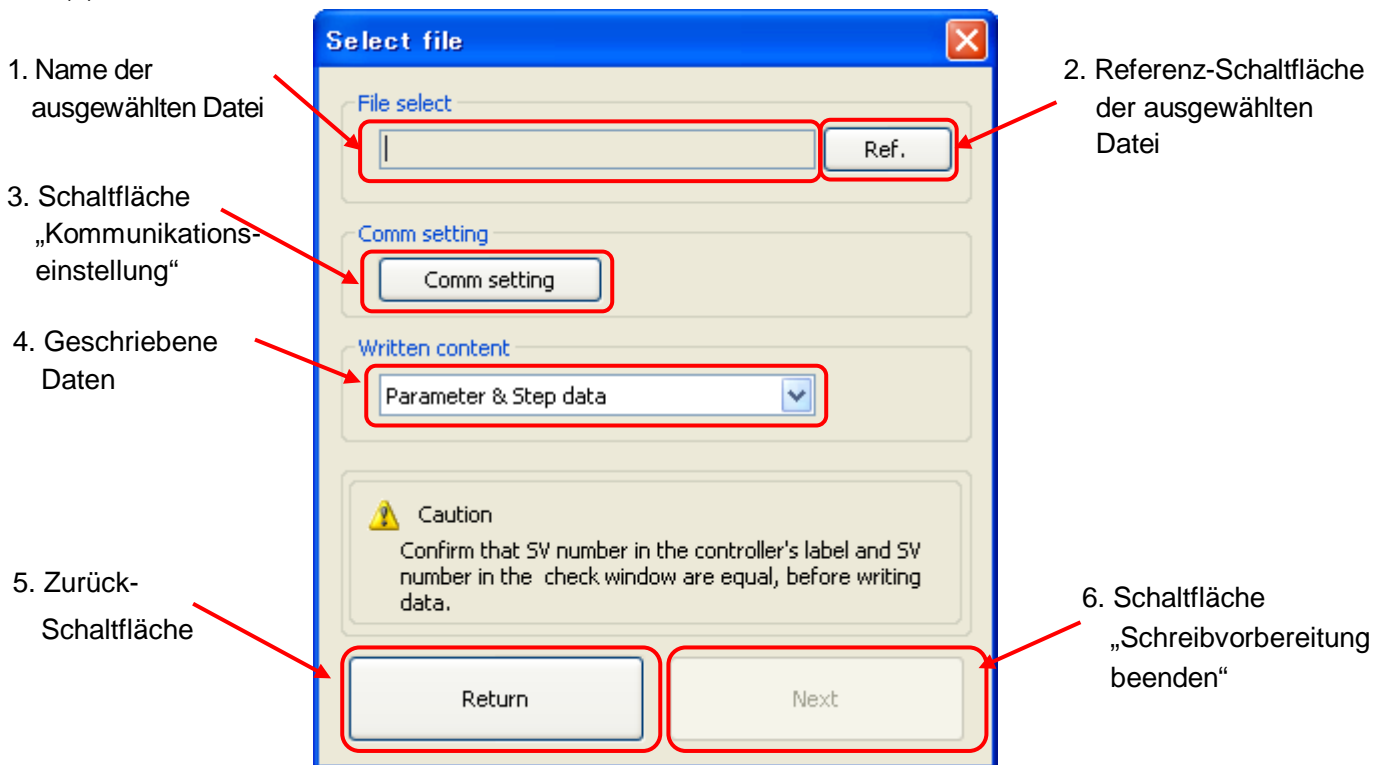 Select file
1. Name der
ausgewählten Datei
2. Referenz-Schaltfläche
der ausgewählten
Datei
File select
Ref.
3. Schaltfläche
„Kommunikations-
einstellung“
Comm setting
Comm setting
4. Geschriebene
Daten
Written content
Parameter & Step data
Caution
Confirm that SV number in the controller's label and SV
number in the check window are equal, before writing
data.
5. Zurück-
Schaltfläche
6. Schaltfläche
„Schreibvorbereitung
beenden“
Return
Next